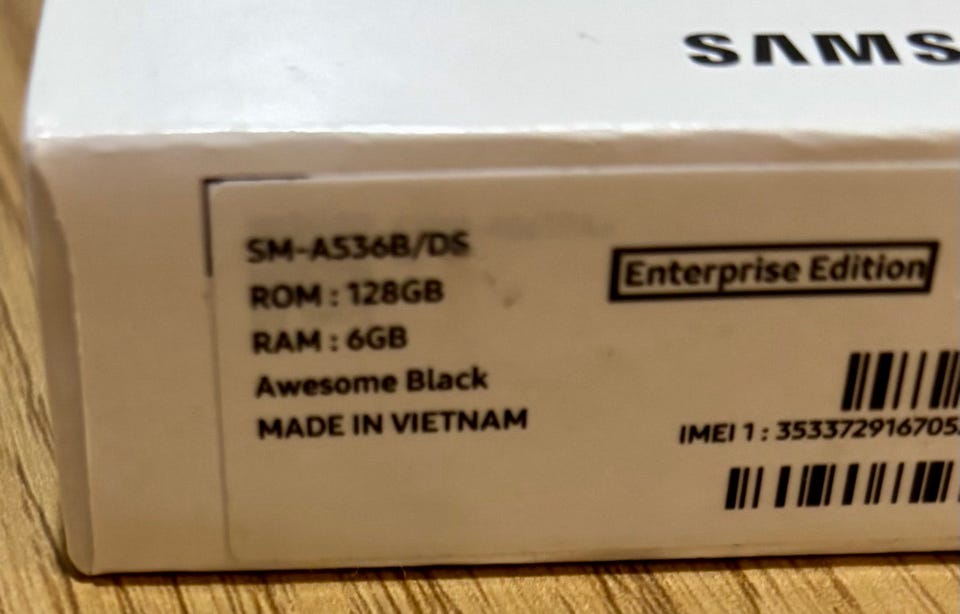 SAMS
SM-A536B/DS
ROM : 128GB
RAM : 6GB
Awesome Black
MADE IN VIETNAM
Enterprise Edition
IMEI 1 : 353372916705